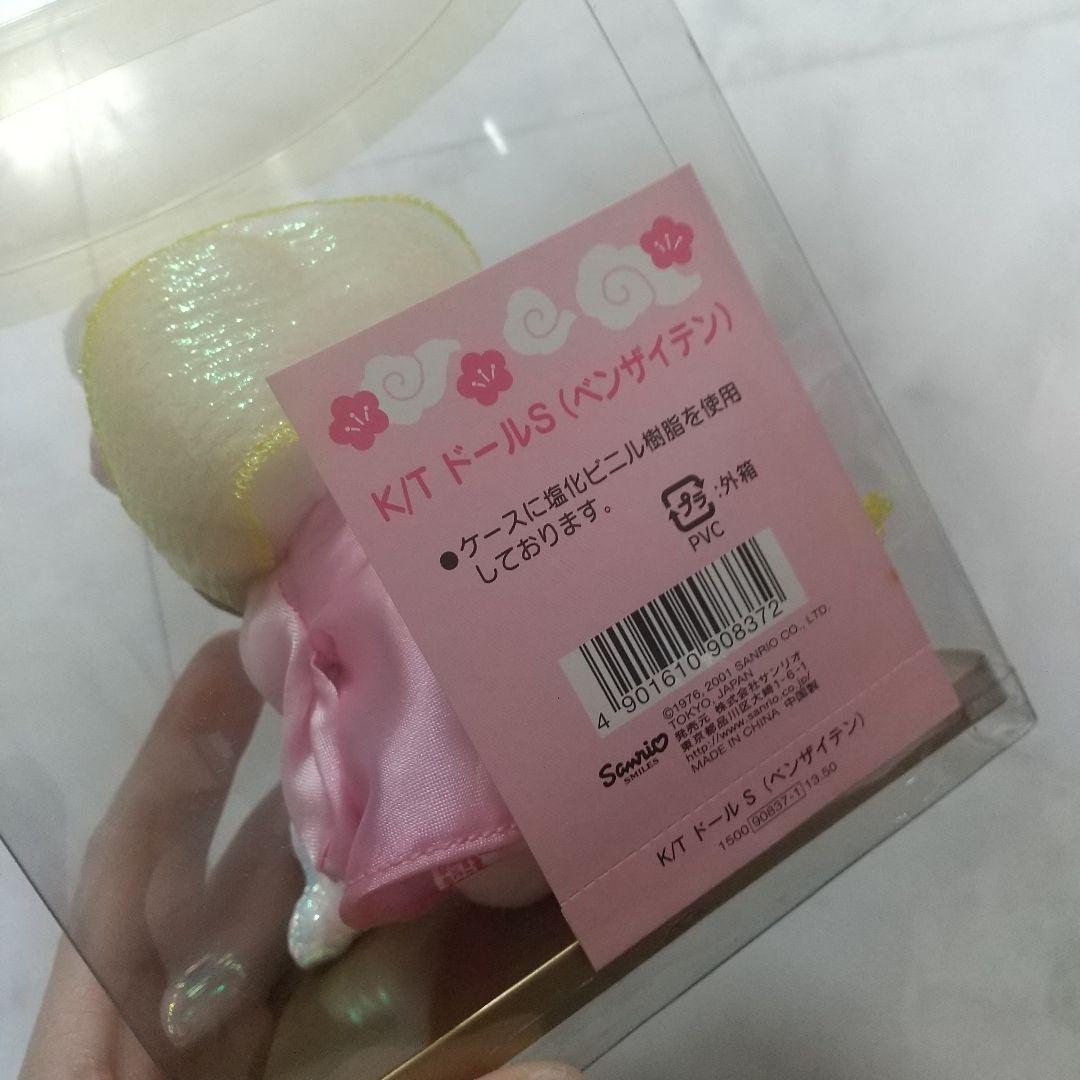 K/T ドールS(ベンザイテン)
●ケースに塩化ビニル樹脂を使用
しております。
プラ :外箱
PVC
4 901610 908372
©1976, 2001 SANRIO CO., LTD.
TOKYO, JAPAN
発売元 株式会社サンリオ
東京都品川区大崎1-6-1
http://www.sanrio.co.jp/
MADE IN CHINA 中国製
Sanrio
SMILES
K/T ドール S (ベンザイテン)
1500 90837-1 13.50